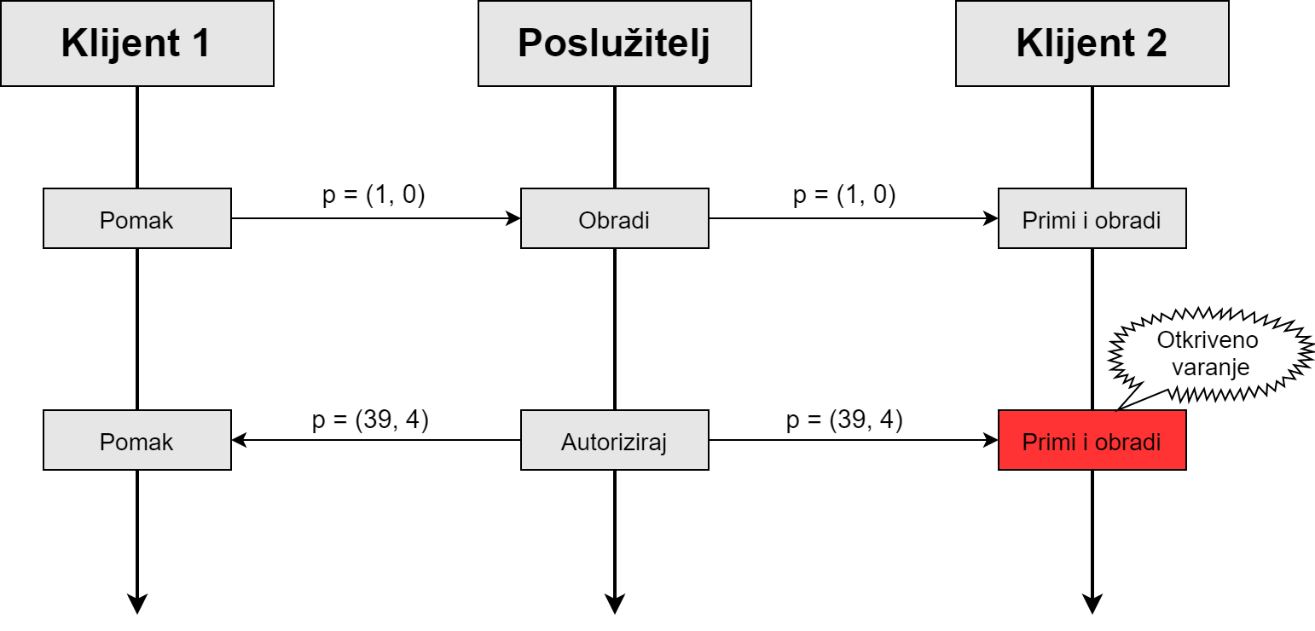 Klijent 1
Poslužitelj
Klijent 2
p = (1, 0)
p = (1, 0)
Pomak
Obradi
Primi i obradi
Otkriveno
varanje
p = (39, 4)
p = (39, 4)
Pomak
Autoriziraj
Primi i obradi